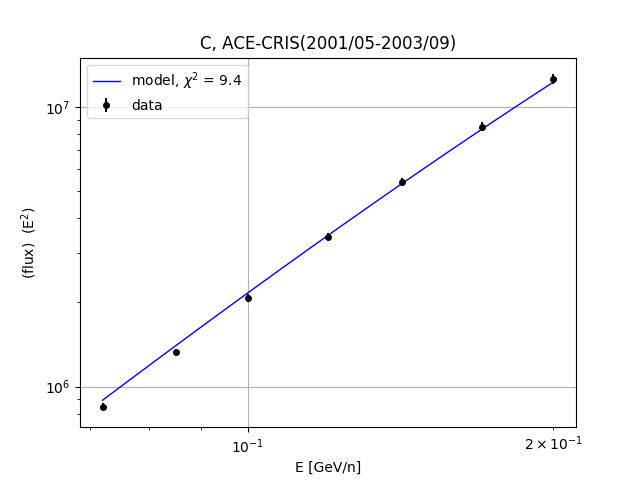 C, ACE-CRIS(2001/05-2003/09)
model, χ² = 9.4
data
10⁷
10⁶
(flux) (E²)
10⁻¹
2 × 10⁻¹
E [GeV/n]